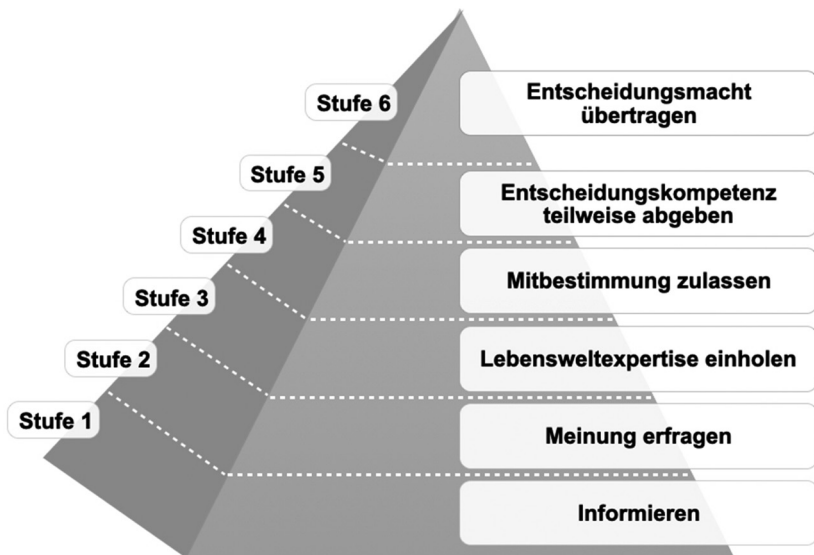 Stufe 6
Entscheidungsmacht
übertragen
Stufe 5
Entscheidungskompetenz
teilweise abgeben
Stufe 4
Mitbestimmung zulassen
Stufe 3
Lebensweltexpertise einholen
Stufe 2
Meinung erfragen
Stufe 1
Informieren